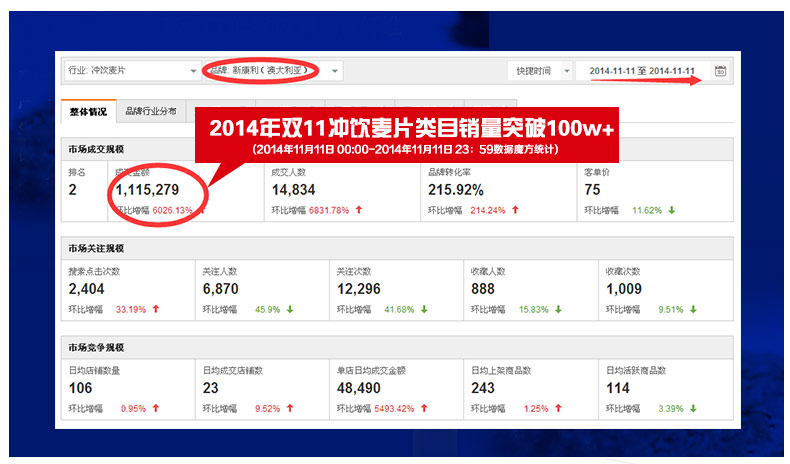 行业: 冲饮麦片
品牌: 新康利（澳大利亚）
快捷时间
2014-11-11 至 2014-11-11
30
整体情况
品牌行业分布
2014年双11冲饮麦片类目销量突破100w+
(2014年11月11日 00:00-2014年11月11日 23：59数据魔方统计)
市场成交规模
排名 成交金额 成交人数 品牌转化率 客单价
2 1,115,279 14,834 215.92% 75
环比增幅 6026.13% 环比增幅 6831.78% 环比增幅 214.24% 环比增幅 11.62%
市场关注规模
搜索点击次数 关注人数 关注次数 收藏人数 收藏次数
2,404 6,870 12,296 888 1,009
环比增幅 33.19% 环比增幅 45.9% 环比增幅 41.68% 环比增幅 15.83% 环比增幅 9.51%
市场竞争规模
日均店铺数量 日均成交店铺数 单店日均成交金额 日均上架商品数 日均活跃商品数
106 23 48,490 243 114
环比增幅 0.95% 环比增幅 9.52% 环比增幅 5493.42% 环比增幅 1.25% 环比增幅 3.39%